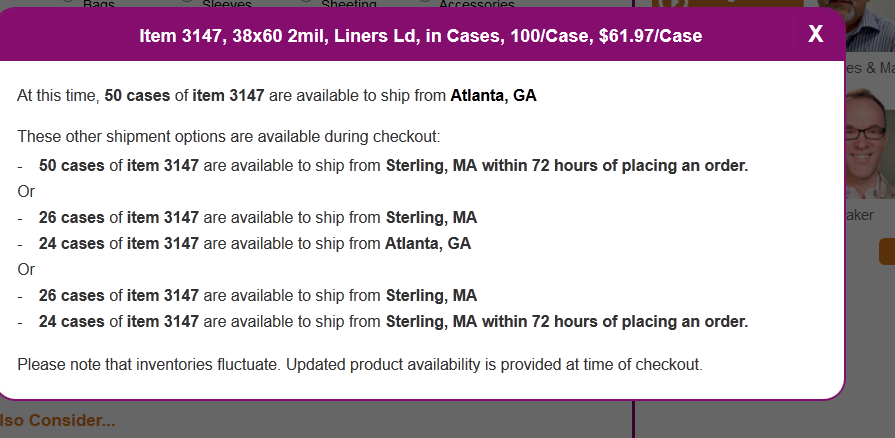 Bags Sleeves Sheeting Accessories
Item 3147, 38x60 2mil, Liners Ld, in Cases, 100/Case, $61.97/Case X
es & Ma
At this time, 50 cases of item 3147 are available to ship from Atlanta, GA
These other shipment options are available during checkout:
- 50 cases of item 3147 are available to ship from Sterling, MA within 72 hours of placing an order.
Or
- 26 cases of item 3147 are available to ship from Sterling, MA
aker
- 24 cases of item 3147 are available to ship from Atlanta, GA
Or
- 26 cases of item 3147 are available to ship from Sterling, MA
- 24 cases of item 3147 are available to ship from Sterling, MA within 72 hours of placing an order.
Please note that inventories fluctuate. Updated product availability is provided at time of checkout.
lso Consider...